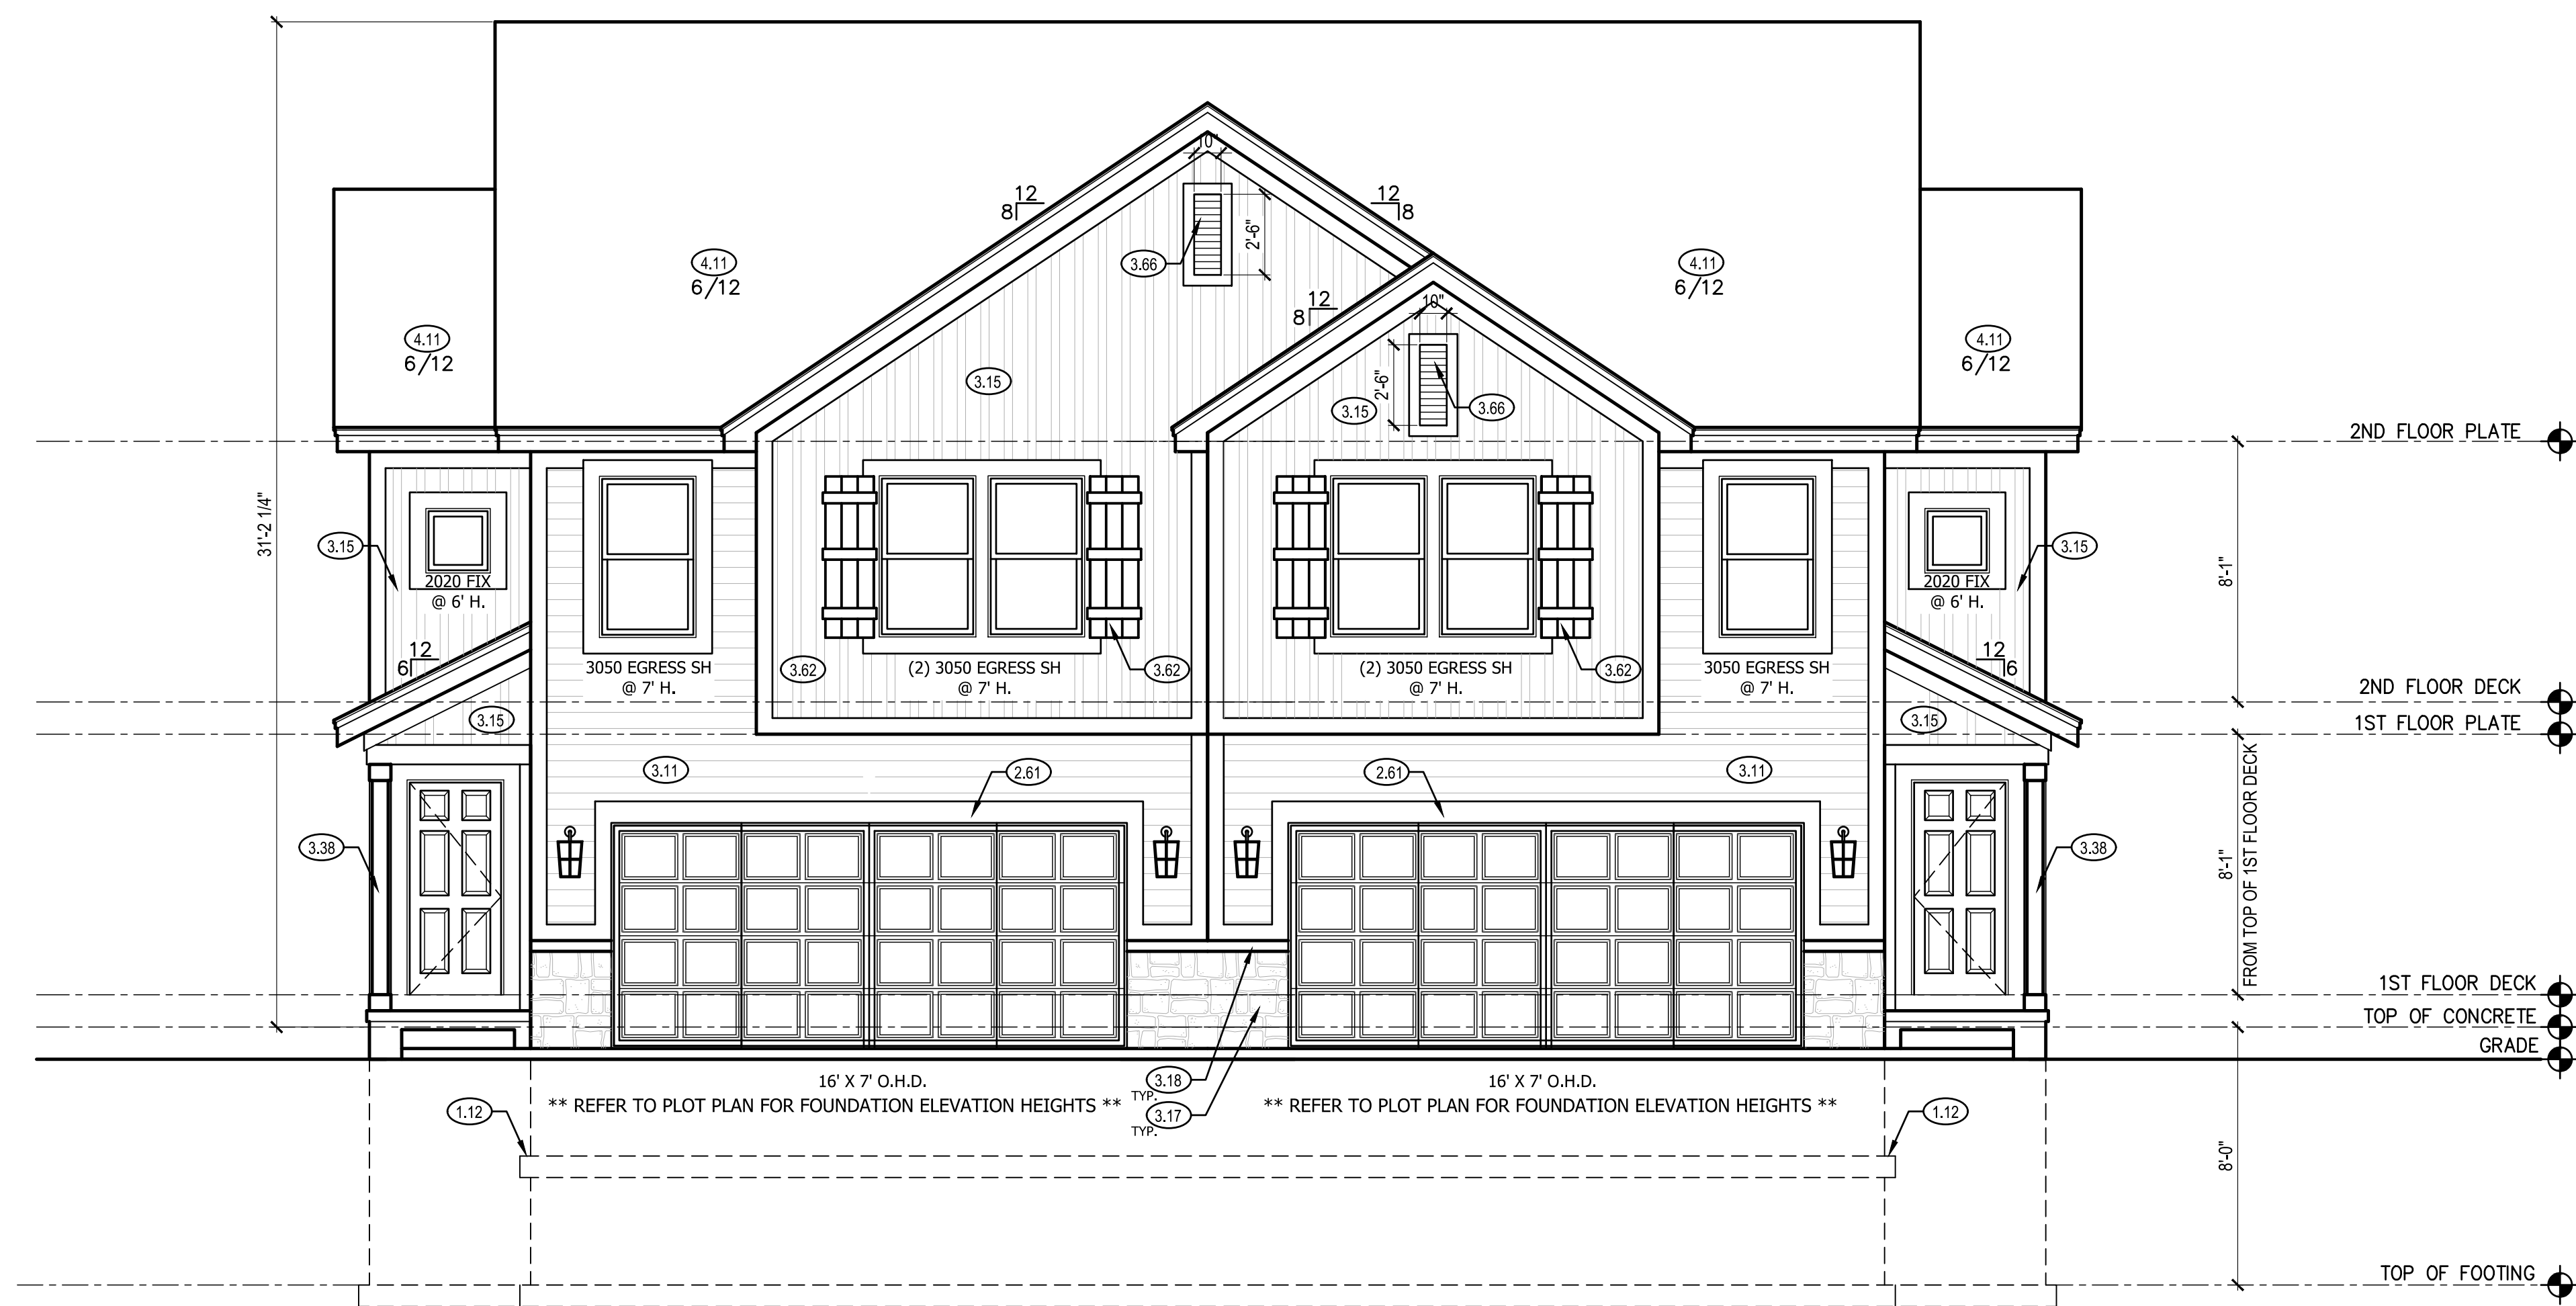 10"
12
8
12
8
2'-6"
3.66
4.11
6/12
4.11
6/12
12
8
10"
4.11
6/12
4.11
6/12
3.15
2'-6"
3.15
3.66
2ND FLOOR PLATE
31'-2 1/4"
3.15
2020 FIX
@ 6' H.
3.15
2020 FIX
@ 6' H.
8'-1"
12
6
3050 EGRESS SH
@ 7' H.
3.62
(2) 3050 EGRESS SH
@ 7' H.
3.62
(2) 3050 EGRESS SH
@ 7' H.
3.62
3050 EGRESS SH
@ 7' H.
12
6
2ND FLOOR DECK
3.15
3.15
1ST FLOOR PLATE
3.11
2.61
2.61
3.11
3.38
3.38
8'-1"
FROM TOP OF 1ST FLOOR DECK
1ST FLOOR DECK
TOP OF CONCRETE
GRADE
16' X 7' O.H.D.
3.18
TYP.
16' X 7' O.H.D.
1.12
** REFER TO PLOT PLAN FOR FOUNDATION ELEVATION HEIGHTS **
3.17
TYP.
** REFER TO PLOT PLAN FOR FOUNDATION ELEVATION HEIGHTS **
1.12
8'-0"
TOP OF FOOTING